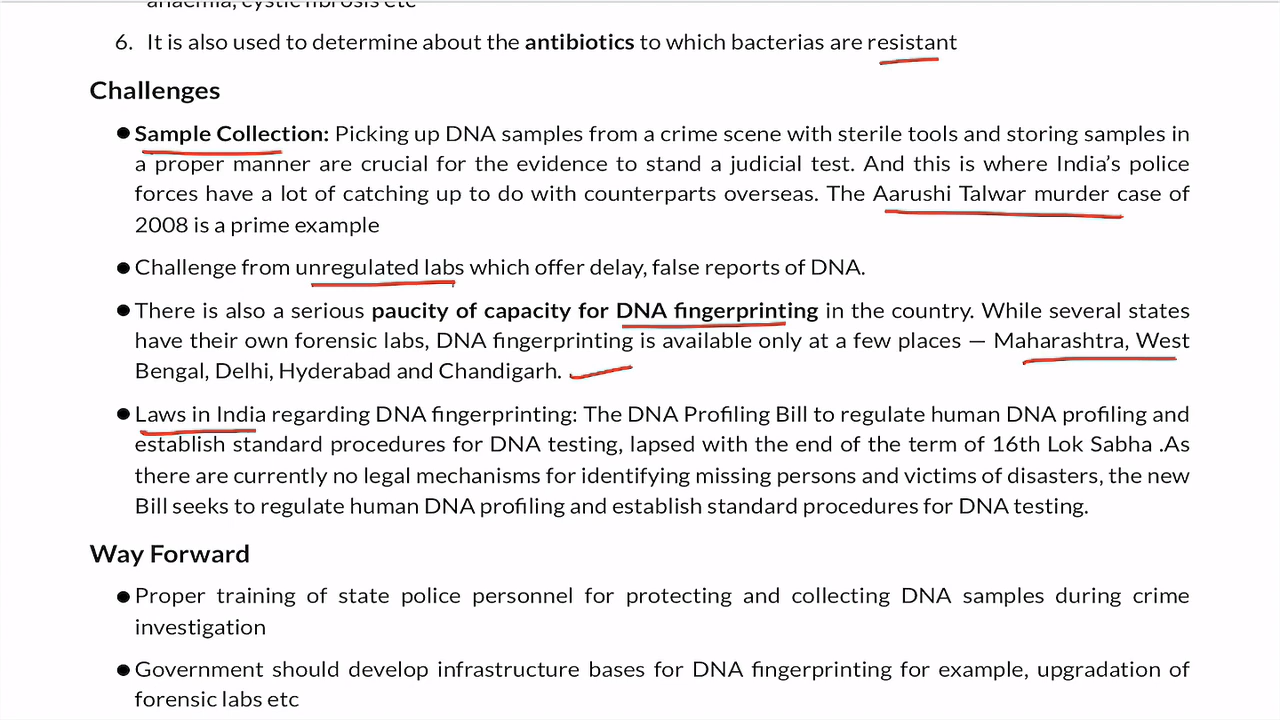 anaemia, cystic fibrosis etc
6. It is also used to determine about the antibiotics to which bacterias are resistant
Challenges
● Sample Collection: Picking up DNA samples from a crime scene with sterile tools and storing samples in
a proper manner are crucial for the evidence to stand a judicial test. And this is where India's police
forces have a lot of catching up to do with counterparts overseas. The Aarushi Talwar murder case of
2008 is a prime example
● Challenge from unregulated labs which offer delay, false reports of DNA.
● There is also a serious paucity of capacity for DNA fingerprinting in the country. While several states
have their own forensic labs, DNA fingerprinting is available only at a few places — Maharashtra, West
Bengal, Delhi, Hyderabad and Chandigarh.
● Laws in India regarding DNA fingerprinting: The DNA Profiling Bill to regulate human DNA profiling and
establish standard procedures for DNA testing, lapsed with the end of the term of 16th Lok Sabha .As
there are currently no legal mechanisms for identifying missing persons and victims of disasters, the new
Bill seeks to regulate human DNA profiling and establish standard procedures for DNA testing.
Way Forward
● Proper training of state police personnel for protecting and collecting DNA samples during crime
investigation
● Government should develop infrastructure bases for DNA fingerprinting for example, upgradation of
forensic labs etc